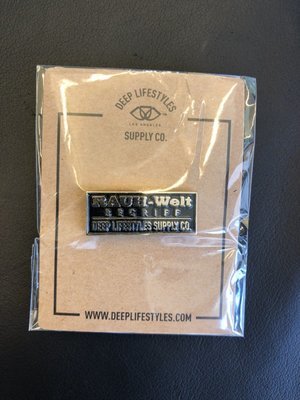 DEEP LIFESTYLES
LOS ANGELES
SUPPLY CO.
RAUH-Welt
BEGRIFF
DEEP LIFESTYLES SUPPLY CO.
WWW.DEEPLIFESTYLES.COM